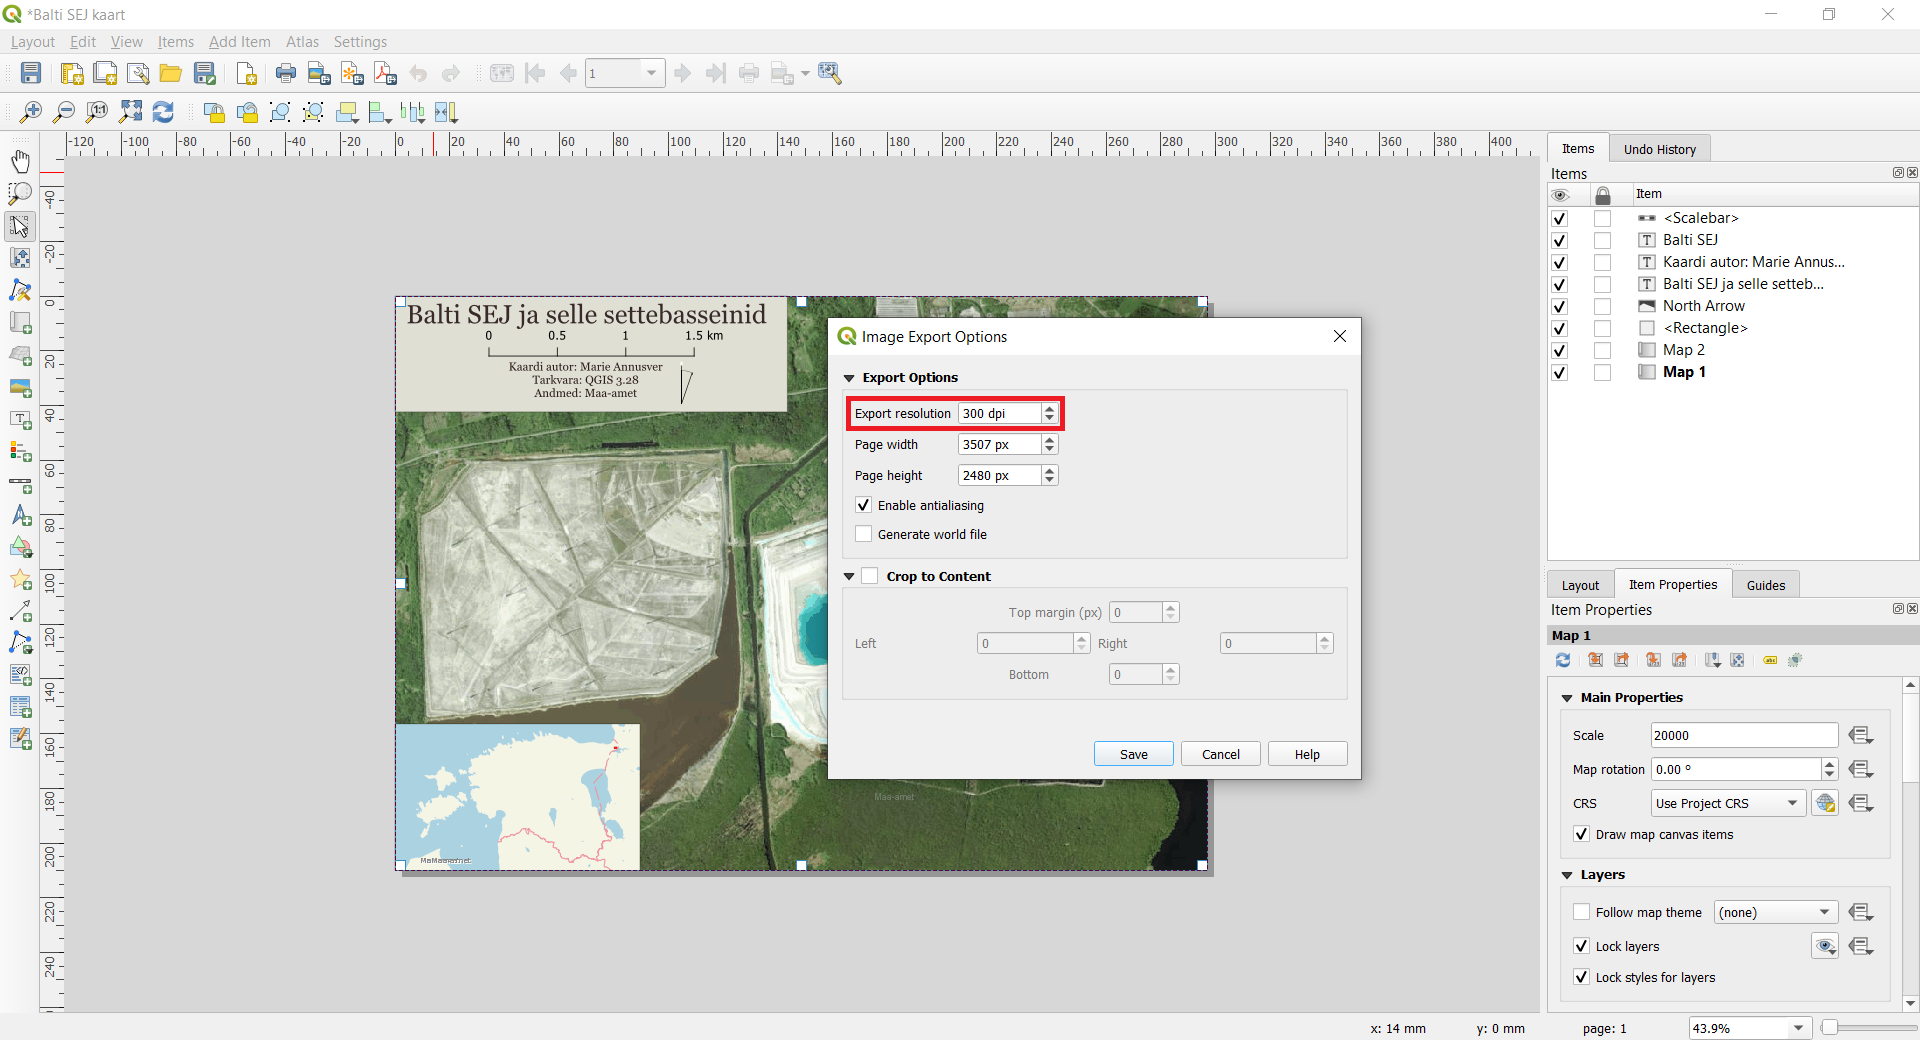 *Balti SEJ kaart
Layout Edit View Items Add Item Atlas Settings
1
1:1
-120 -100 -80 -60 -40 -20 0 20 40 60 80 100 120 140 160 180 200 220 240 260 280 300 320 340 360 380 400
-40
-20
0
20
40
60
80
100
120
140
160
180
200
220
240
Balti SEJ ja selle settebasseinid
0 0.5 1 1.5 km
Kaardi autor: Marie Annusver
Tarkvara: QGIS 3.28
Andmed: Maa-amet
Maa-amet
Image Export Options
Export Options
Export resolution 300 dpi
Page width 3507 px
Page height 2480 px
Enable antialiasing
Generate world file
Crop to Content
Top margin (px) 0
Left 0 Right 0
Bottom 0
Save Cancel Help
Items Undo History
Items
Item
<Scalebar>
Balti SEJ
Kaardi autor: Marie Annus...
Balti SEJ ja selle setteb...
North Arrow
<Rectangle>
Map 2
Map 1
Layout Item Properties Guides
Item Properties
Map 1
abc
Main Properties
Scale 20000
Map rotation 0.00 °
CRS Use Project CRS
Draw map canvas items
Layers
Follow map theme (none)
Lock layers
Lock styles for layers
x: 14 mm y: 0 mm page: 1 43.9%